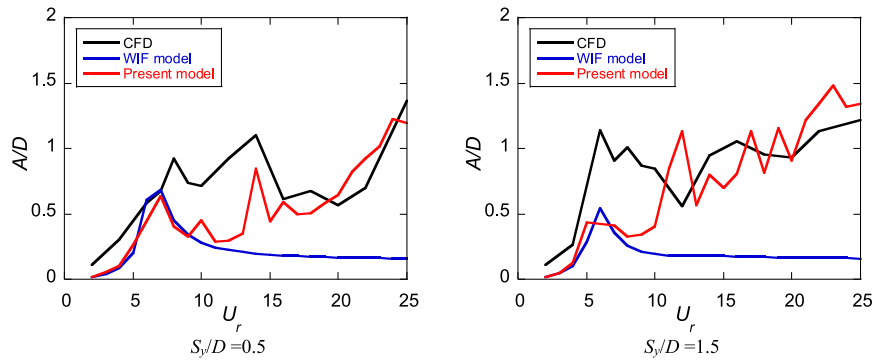 2
1.5
1
0.5
0
A/D
CFD
WIF model
Present model
0 5 10 15 20 25
U_r
S_y/D =0.5
2
1.5
1
0.5
0
A/D
CFD
WIF model
Present model
0 5 10 15 20 25
U_r
S_y/D =1.5